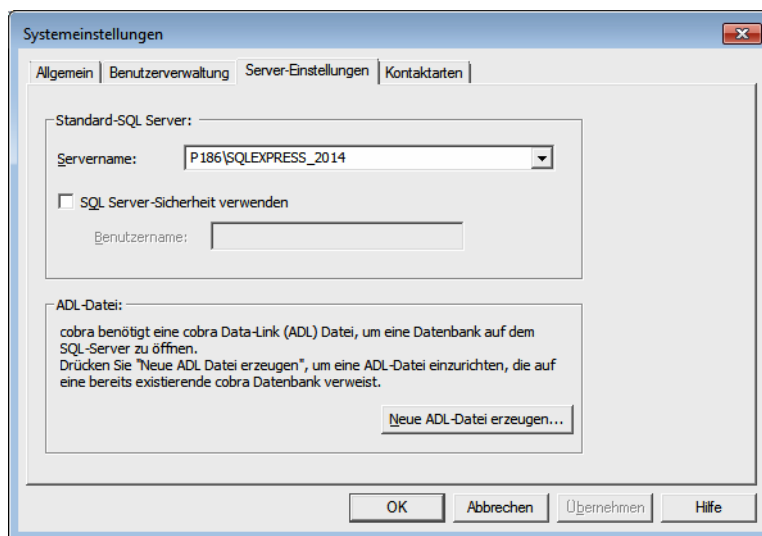 Systemeinstellungen
Allgemein
Benutzerverwaltung
Server-Einstellungen
Kontaktarten
Standard-SQL Server:
Servername:
P186\SQLEXPRESS_2014
SQL Server-Sicherheit verwenden
Benutzername:
ADL-Datei:
cobra benötigt eine cobra Data-Link (ADL) Datei, um eine Datenbank auf dem
SQL-Server zu öffnen.
Drücken Sie "Neue ADL Datei erzeugen", um eine ADL-Datei einzurichten, die auf
eine bereits existierende cobra Datenbank verweist.
Neue ADL-Datei erzeugen...
OK
Abbrechen
Übernehmen
Hilfe